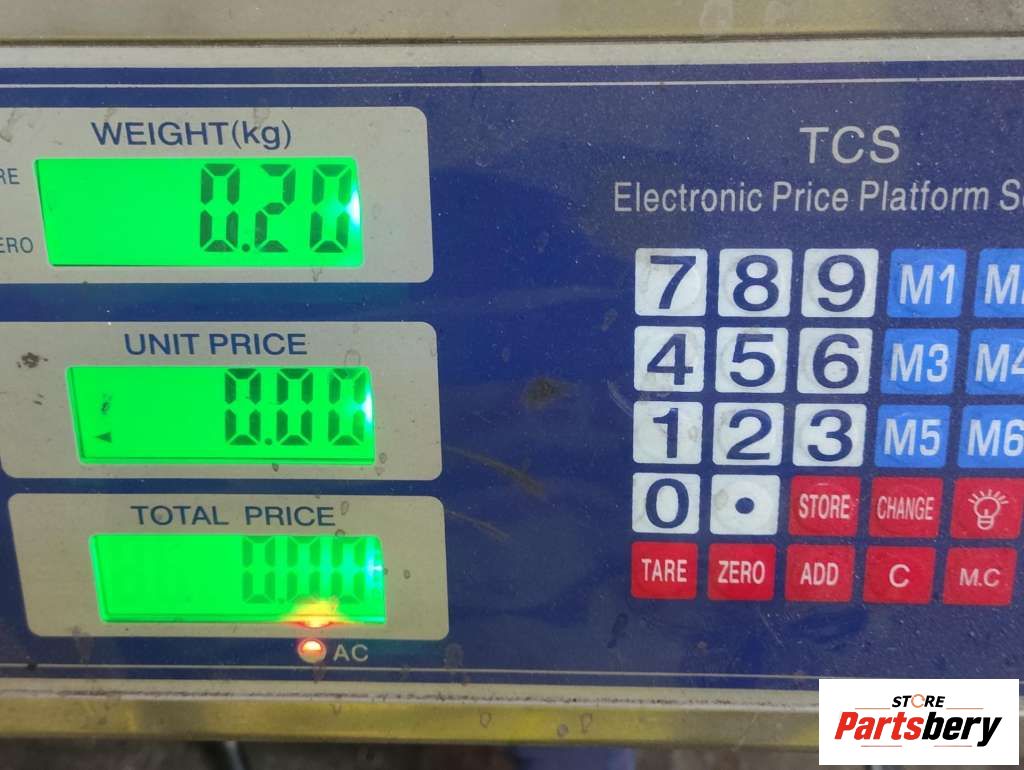 WEIGHT(kg)
0.20
UNIT PRICE
0.00
TOTAL PRICE
0.00
AC
TCS
Electronic Price Platform
7 8 9 M1
4 5 6 M3 M4
1 2 3 M5 M6
0 . STORE CHANGE
TARE ZERO ADD C M.C
STORE
Partsbery